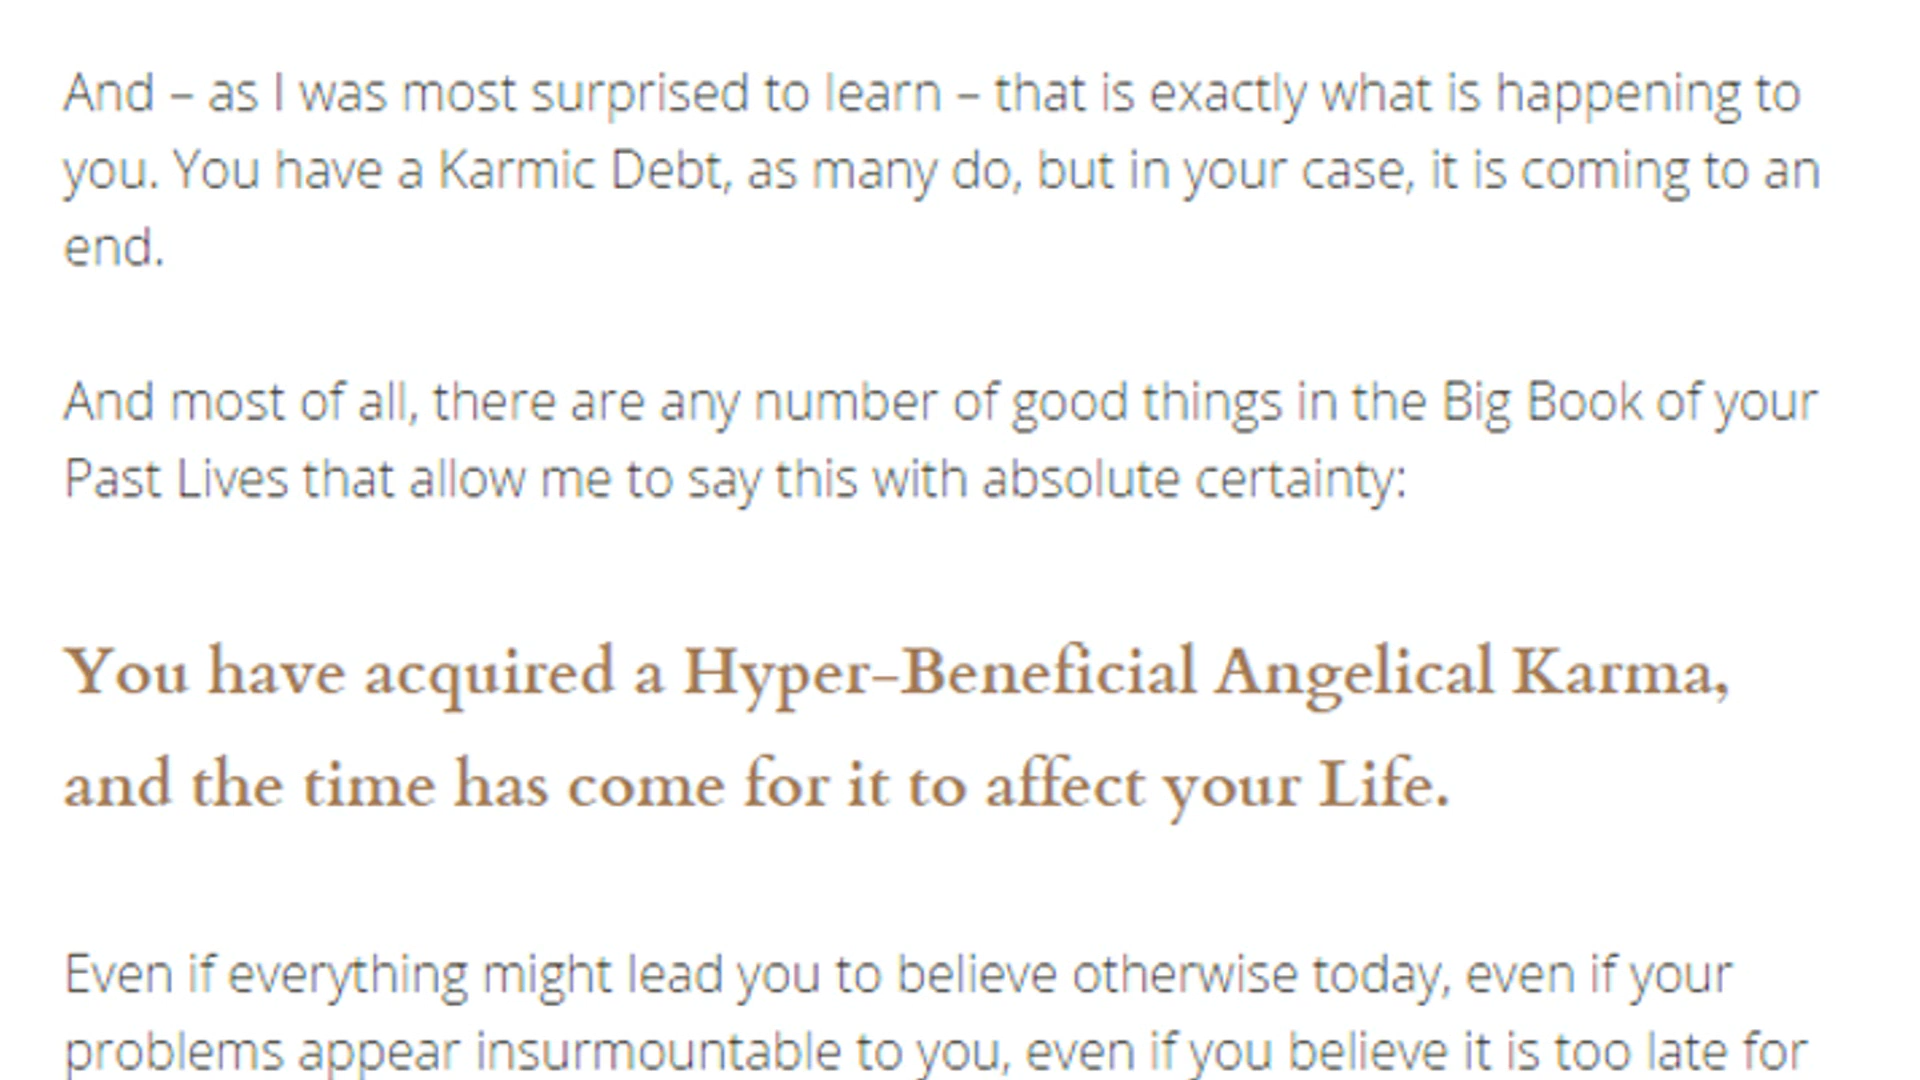 And – as I was most surprised to learn – that is exactly what is happening to
you. You have a Karmic Debt, as many do, but in your case, it is coming to an
end.
And most of all, there are any number of good things in the Big Book of your
Past Lives that allow me to say this with absolute certainty:
You have acquired a Hyper-Beneficial Angelical Karma,
and the time has come for it to affect your Life.
Even if everything might lead you to believe otherwise today, even if your
problems appear insurmountable to you, even if you believe it is too late for